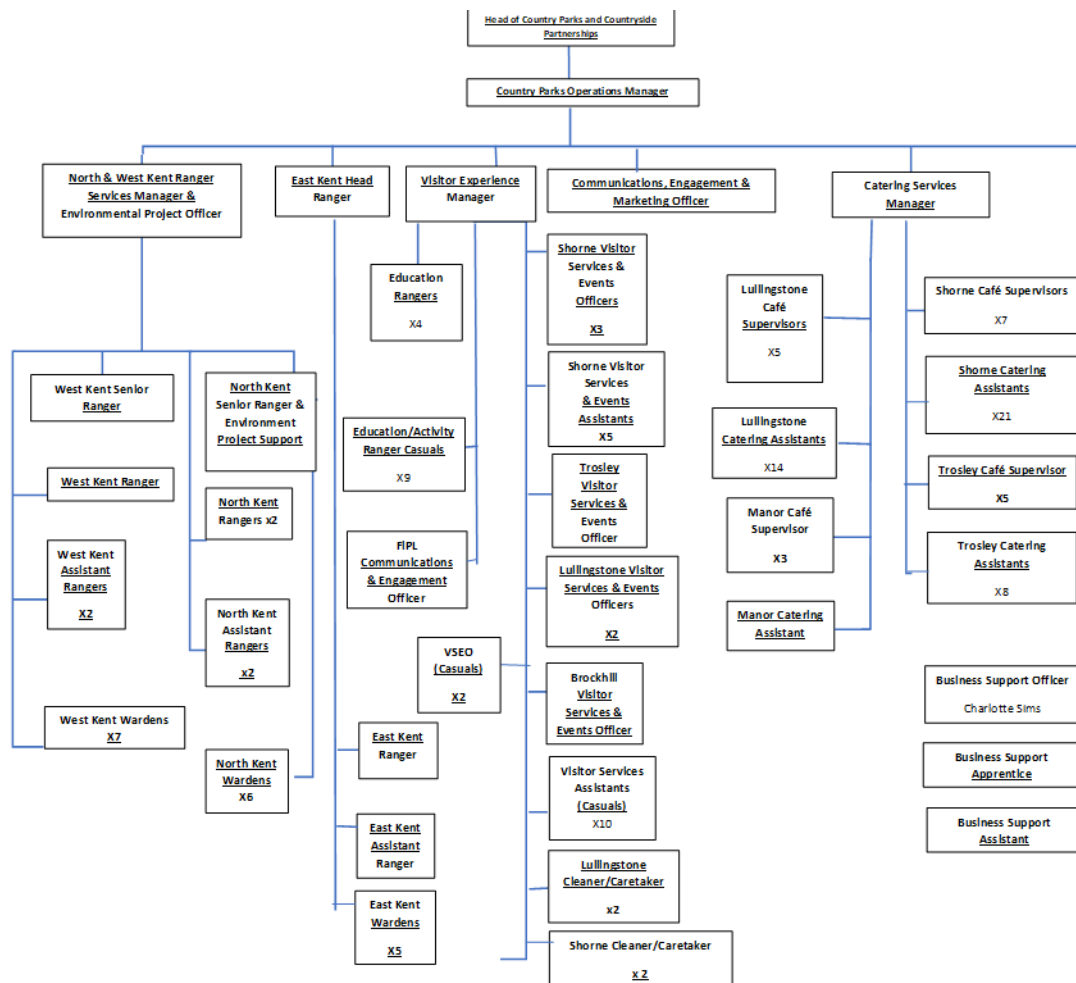 Head of Country Parks and Countryside
Partnerships
Country Parks Operations Manager
North & West Kent Ranger
Services Manager &
Environmental Project Officer
East Kent Head
Ranger
Visitor Experience
Manager
Communications, Engagement &
Marketing Officer
Catering Services
Manager
Education
Rangers
X4
Shorne Visitor
Services &
Events
Officers
X3
Lullingstone
Café
Supervisors
X5
Shorne Café Supervisors
X7
West Kent Senior
Ranger
North Kent
Senior Ranger &
Environment
Project Support
Shorne Visitor
Services
& Events
Assistants
X5
Shorne Catering
Assistants
X21
Education/Activity
Ranger Casuals
X9
Lullingstone
Catering Assistants
X14
West Kent Ranger
North Kent
Rangers x2
Trosley
Visitor
Services &
Events
Officer
Trosley Café Supervisor
X5
Manor Café
Supervisor
X3
West Kent
Assistant
Rangers
X2
FiPL
Communications
& Engagement
Officer
Trosley Catering
Assistants
X8
Lullingstone Visitor
Services & Events
Officers
X2
North Kent
Assistant
Rangers
x2
Manor Catering
Assistant
VSEO
(Casuals)
X2
Brockhill
Visitor
Services &
Events Officer
Business Support Officer
Charlotte Sims
West Kent Wardens
X7
East Kent
Ranger
North Kent
Wardens
X6
Visitor Services
Assistants
(Casuals)
X10
Business Support
Apprentice
East Kent
Assistant
Ranger
Business Support
Assistant
Lullingstone
Cleaner/Caretaker
x2
East Kent
Wardens
X5
Shorne Cleaner/Caretaker
x 2